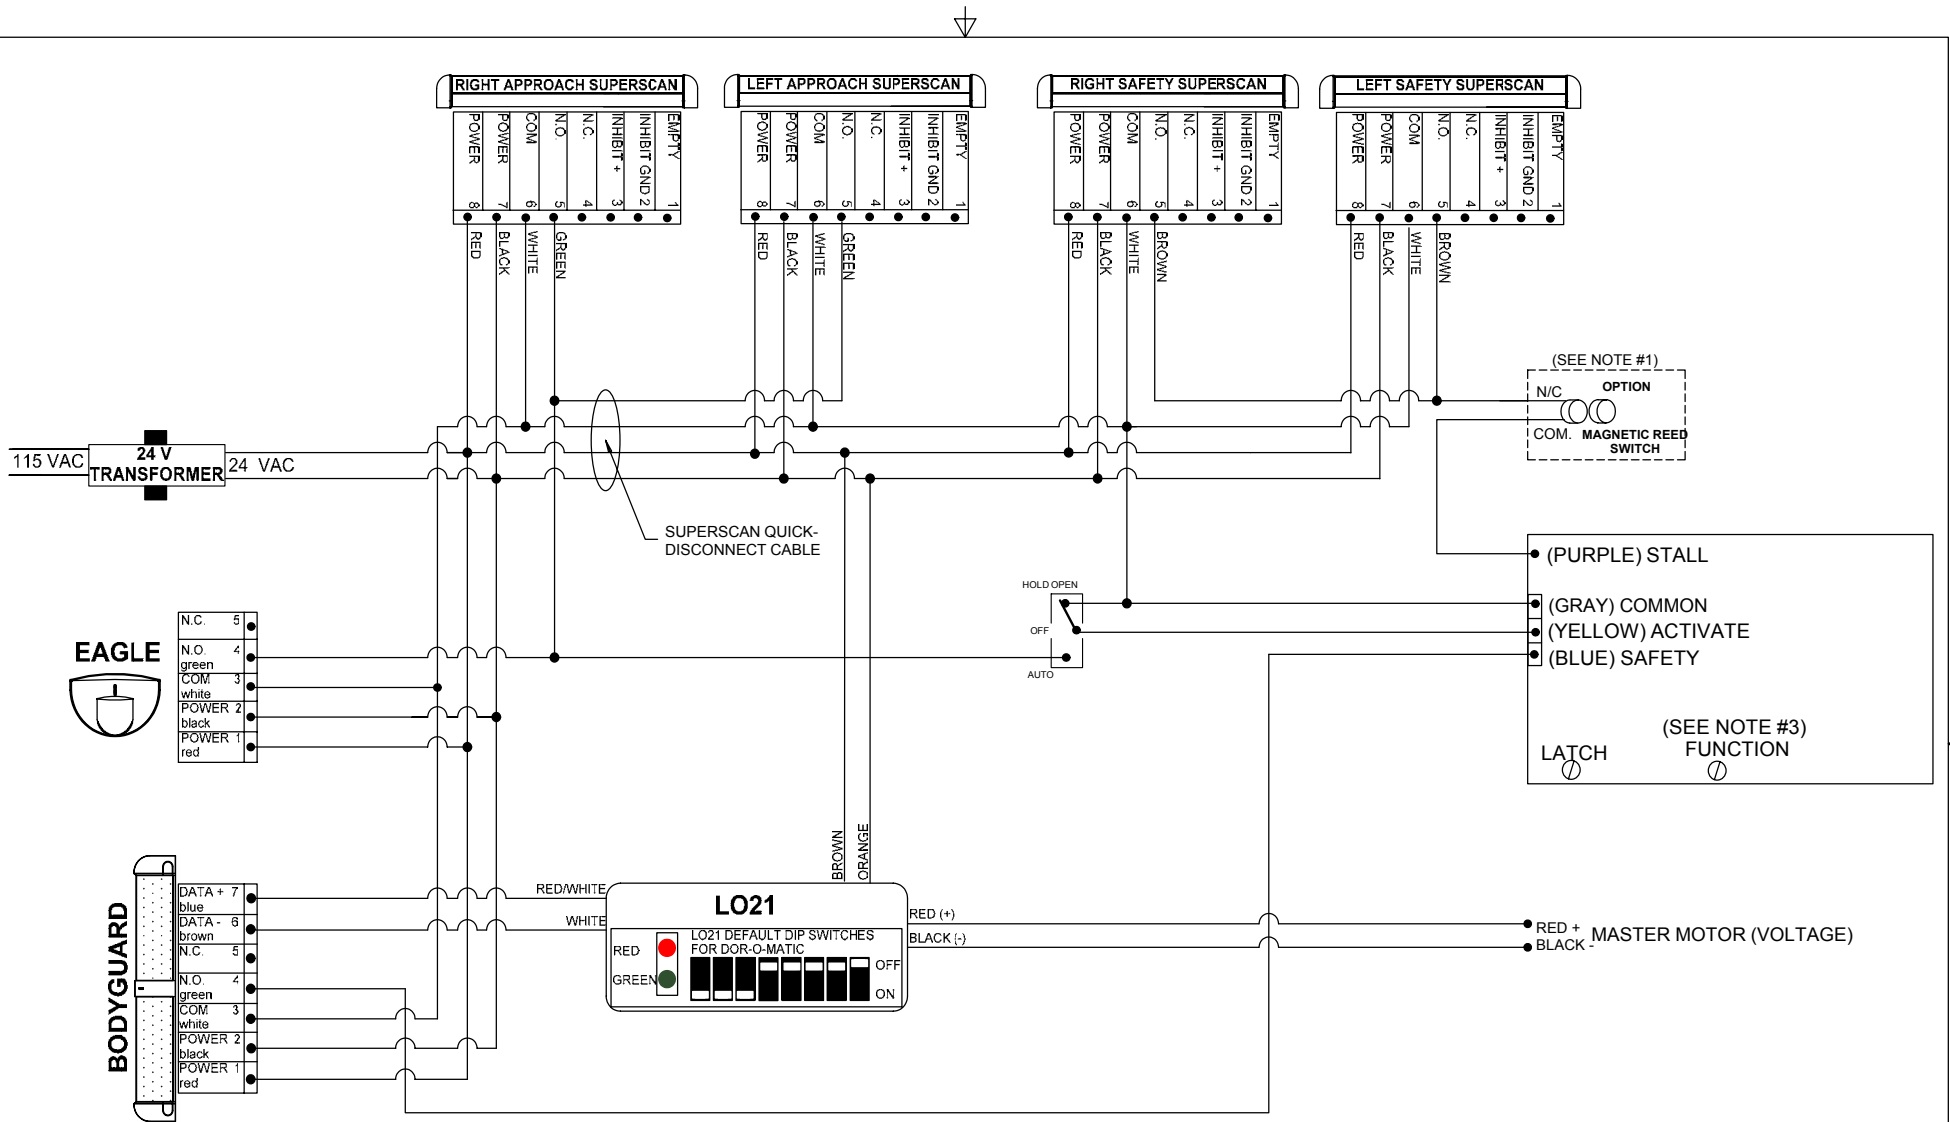 RIGHT APPROACH SUPERSCAN
LEFT APPROACH SUPERSCAN
RIGHT SAFETY SUPERSCAN
LEFT SAFETY SUPERSCAN
POWER 8
POWER 7
COM 6
N.O. 5
N.C. 4
INHIBIT + 3
INHIBIT GND 2
EMPTY 1
POWER 8
POWER 7
COM 6
N.O. 5
N.C. 4
INHIBIT + 3
INHIBIT GND 2
EMPTY 1
POWER 8
POWER 7
COM 6
N.O. 5
N.C. 4
INHIBIT + 3
INHIBIT GND 2
EMPTY 1
POWER 8
POWER 7
COM 6
N.O. 5
N.C. 4
INHIBIT + 3
INHIBIT GND 2
EMPTY 1
RED
BLACK
WHITE
GREEN
RED
BLACK
WHITE
GREEN
RED
BLACK
WHITE
BROWN
RED
BLACK
WHITE
BROWN
(SEE NOTE #1)
OPTION
N/C
COM.
MAGNETIC REED
SWITCH
115 VAC
24 V
TRANSFORMER
24 VAC
SUPERSCAN QUICK-
DISCONNECT CABLE
(PURPLE) STALL
(GRAY) COMMON
(YELLOW) ACTIVATE
(BLUE) SAFETY
(SEE NOTE #3)
FUNCTION
LATCH
HOLD OPEN
OFF
AUTO
EAGLE
N.C. 5
N.O. 4
green
COM 3
white
POWER 2
black
POWER 1
red
BROWN
ORANGE
BODYGUARD
DATA + 7
blue
DATA - 6
brown
N.C. 5
N.O. 4
green
COM 3
white
POWER 2
black
POWER 1
red
RED/WHITE
WHITE
LO21
LO21 DEFAULT DIP SWITCHES
FOR DOR-O-MATIC
RED
GREEN
OFF
ON
RED (+)
BLACK (-)
RED +
BLACK -
MASTER MOTOR (VOLTAGE)